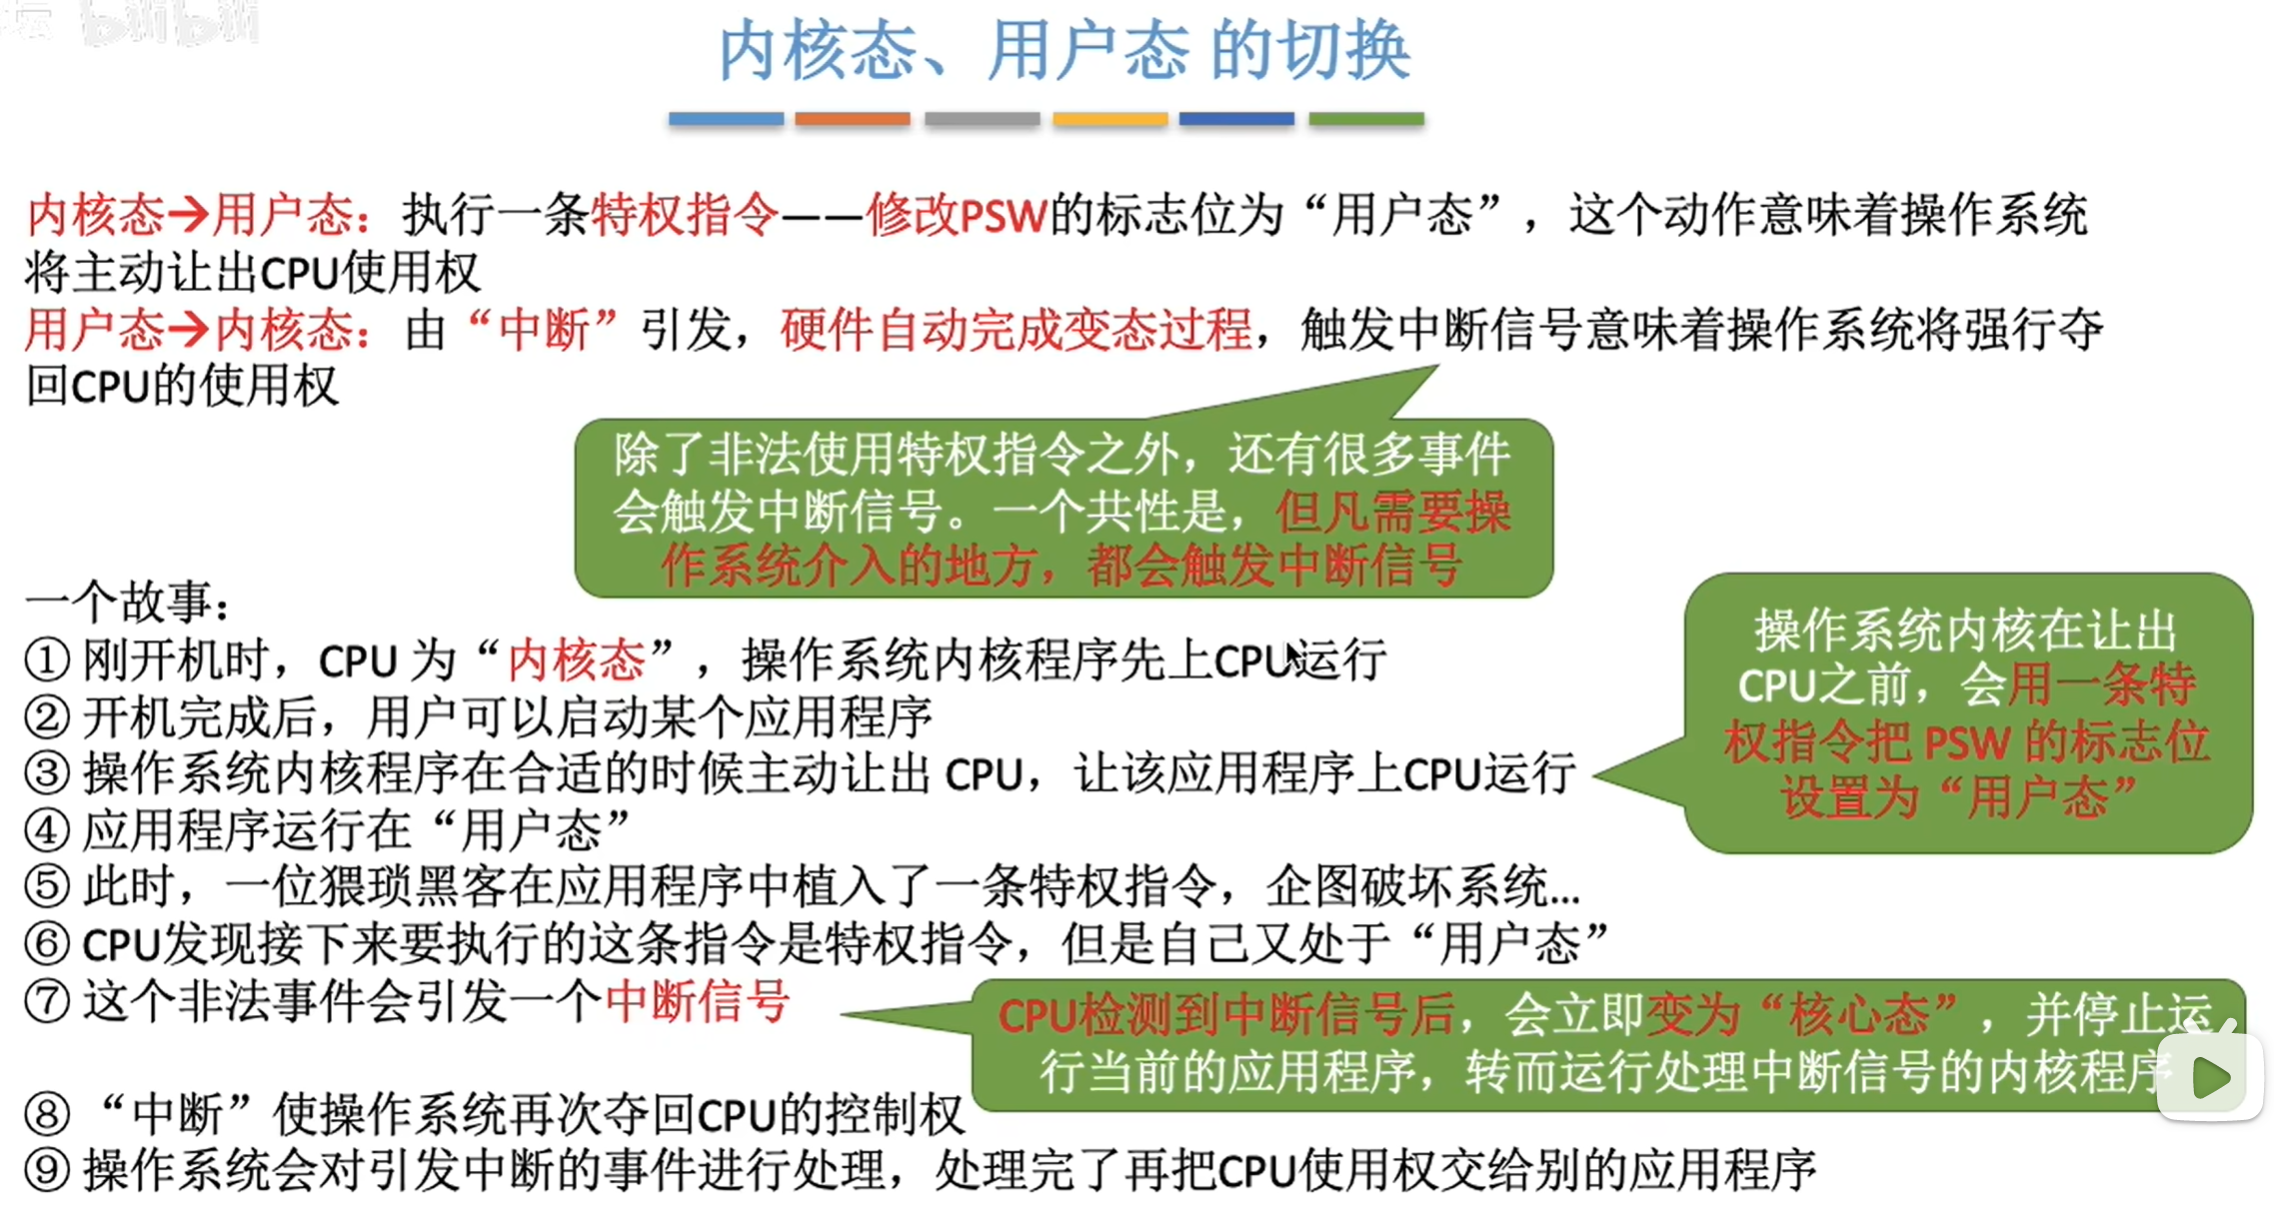 坛 bilibili
内核态、用户态 的切换
内核态→用户态：执行一条特权指令——修改PSW的标志位为“用户态”，这个动作意味着操作系统
将主动让出CPU使用权
用户态→内核态：由“中断”引发，硬件自动完成变态过程，触发中断信号意味着操作系统将强行夺
回CPU的使用权
除了非法使用特权指令之外，还有很多事件
会触发中断信号。一个共性是，但凡需要操
作系统介入的地方，都会触发中断信号
一个故事：
① 刚开机时，CPU 为“内核态”，操作系统内核程序先上CPU运行
② 开机完成后，用户可以启动某个应用程序
③ 操作系统内核程序在合适的时候主动让出 CPU，让该应用程序上CPU运行
操作系统内核在让出
CPU之前，会用一条特
权指令把 PSW 的标志位
设置为“用户态”
④ 应用程序运行在“用户态”
⑤ 此时，一位猥琐黑客在应用程序中植入了一条特权指令，企图破坏系统...
⑥ CPU发现接下来要执行的这条指令是特权指令，但是自己又处于“用户态”
⑦ 这个非法事件会引发一个中断信号
CPU检测到中断信号后，会立即变为“核心态”，并停止运
行当前的应用程序，转而运行处理中断信号的内核程序
⑧ “中断”使操作系统再次夺回CPU的控制权
⑨ 操作系统会对引发中断的事件进行处理，处理完了再把CPU使用权交给别的应用程序